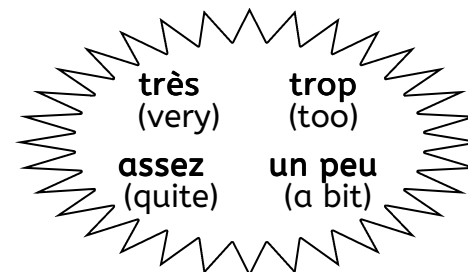 très trop
(very) (too)
assez un peu
(quite) (a bit)